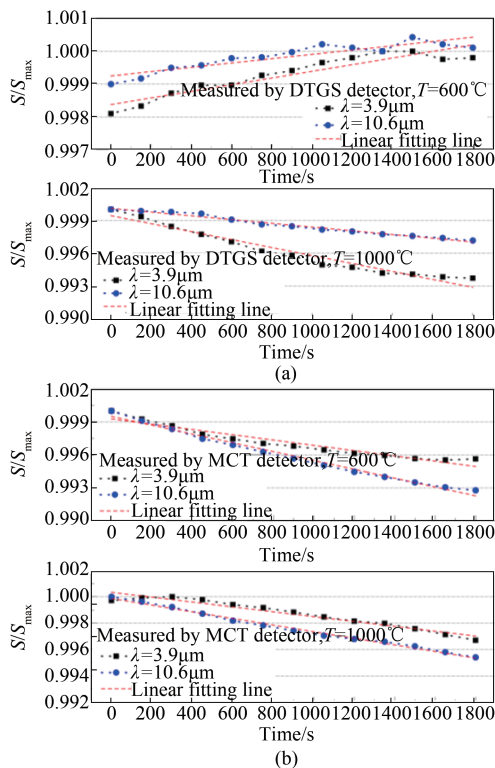 1.001
1.000
0.999
0.998
0.997
S/Smax
Measured by DTGS detector,T=600℃
λ=3.9μm
λ=10.6μm
Linear fitting line
0 200 400 600 800 1000 1200 1400 1600 1800
Time/s
1.002
0.999
0.996
0.993
0.990
S/Smax
Measured by DTGS detector,T=1000℃
λ=3.9μm
λ=10.6μm
Linear fitting line
0 200 400 600 800 1000 1200 1400 1600 1800
Time/s
(a)
1.002
0.999
0.996
0.993
0.990
S/Smax
Measured by MCT detector,T=600℃
λ=3.9μm
λ=10.6μm
Linear fitting line
0 200 400 600 800 1000 1200 1400 1600 1800
Time/s
1.002
1.000
0.998
0.996
0.994
0.992
S/Smax
Measured by MCT detector,T=1000℃
λ=3.9μm
λ=10.6μm
Linear fitting line
0 200 400 600 800 1000 1200 1400 1600 1800
Time/s
(b)